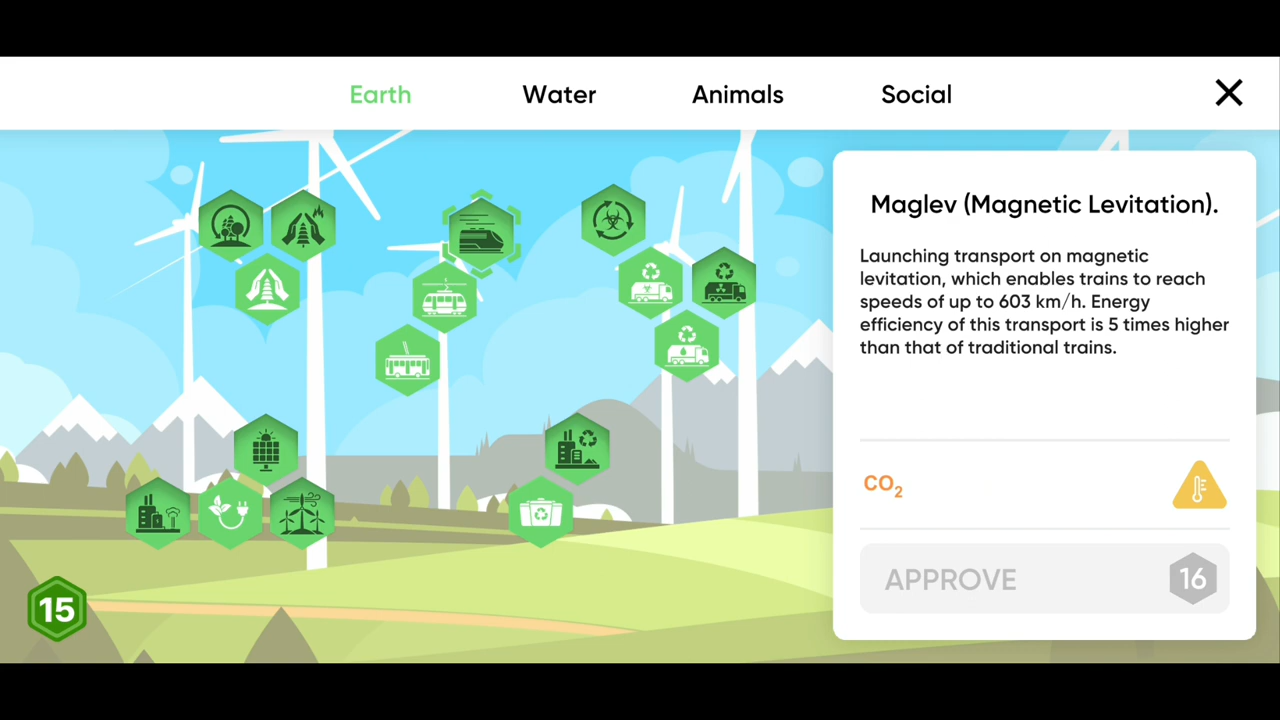 Earth
Water
Animals
Social
Maglev (Magnetic Levitation).
Launching transport on magnetic
levitation, which enables trains to reach
speeds of up to 603 km/h. Energy
efficiency of this transport is 5 times higher
than that of traditional trains.
CO₂
APPROVE
16
15